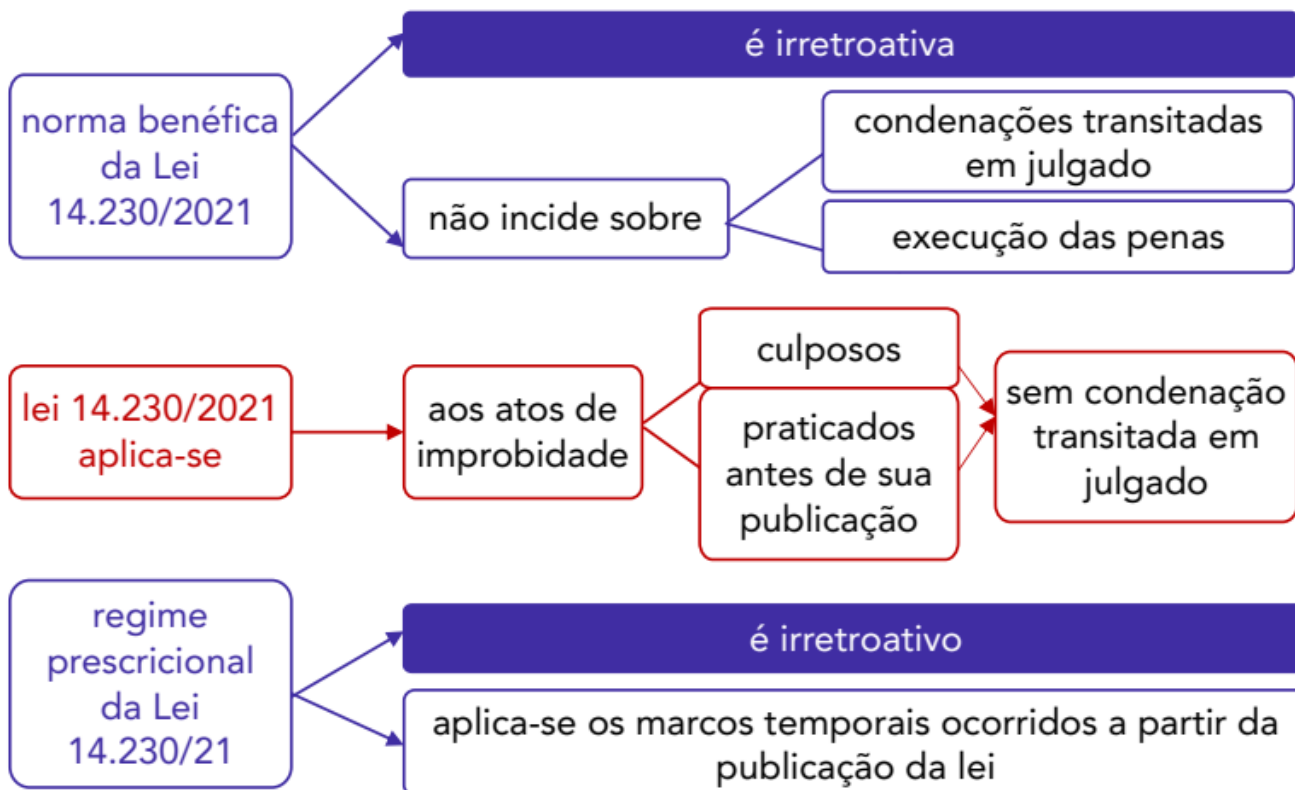 é irretroativa
norma benéfica
da Lei
14.230/2021
não incide sobre
condenações transitadas
em julgado
execução das penas
lei 14.230/2021
aplica-se
aos atos de
improbidade
culposos
praticados
antes de sua
publicação
sem condenação
transitada em
julgado
regime
prescricional
da Lei
14.230/21
é irretroativo
aplica-se os marcos temporais ocorridos a partir da
publicação da lei